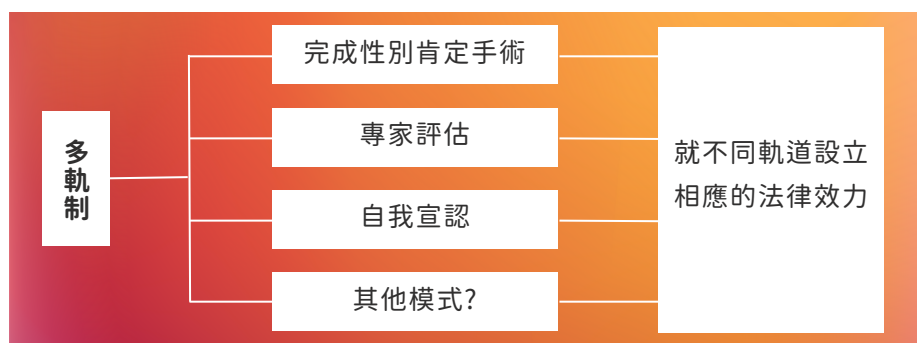 多軌制
完成性別肯定手術
專家評估
自我宣認
其他模式?
就不同軌道設立
相應的法律效力